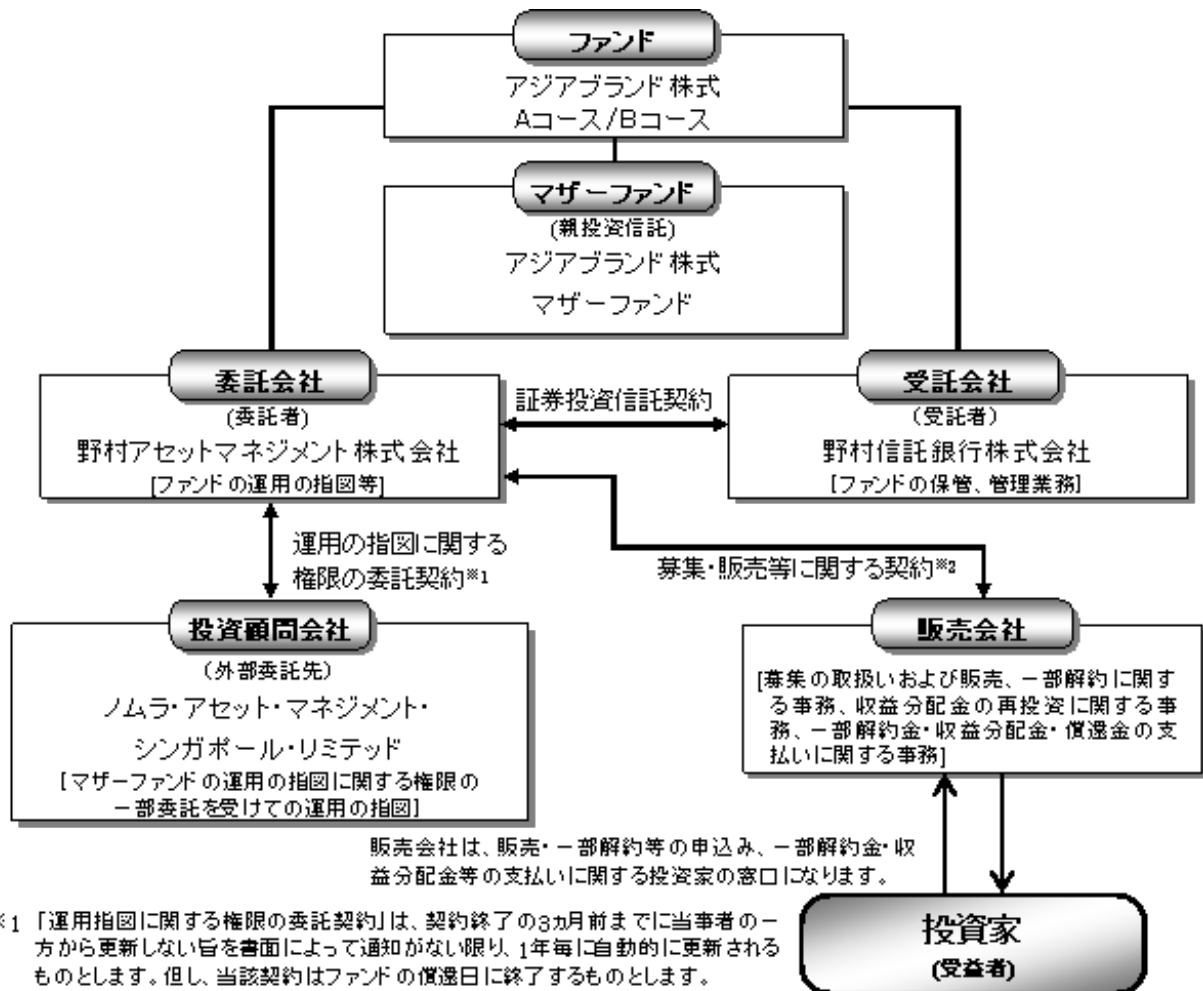 ファンド
アジアブランド株式
Aコース/Bコース
マザーファンド
(親投資信託)
アジアブランド株式
マザーファンド
委託会社
(委託者)
野村アセットマネジメント株式会社
[ファンドの運用の指図等]
証券投資信託契約
受託会社
(受託者)
野村信託銀行株式会社
[ファンドの保管、管理業務]
運用の指図に関する
権限の委託契約※1
募集・販売等に関する契約※2
投資顧問会社
(外部委託先)
ノムラ・アセット・マネジメント・
シンガポール・リミテッド
[マザーファンドの運用の指図に関する権限の
一部委託を受けての運用の指図]
販売会社
[募集の取扱いおよび販売、一部解約に関す
る事務、収益分配金の再投資に関する事
務、一部解約金・収益分配金・償還金の支
払いに関する事務]
販売会社は、販売・一部解約等の申込み、一部解約金・収
益分配金等の支払いに関する投資家の窓口になります。
※1 「運用指図に関する権限の委託契約」は、契約終了の3ヵ月前までに当事者の一
方から更新しない旨を書面によって通知がない限り、1年毎に自動的に更新される
ものとします。但し、当該契約はファンドの償還日に終了するものとします。
投資家
(受益者)